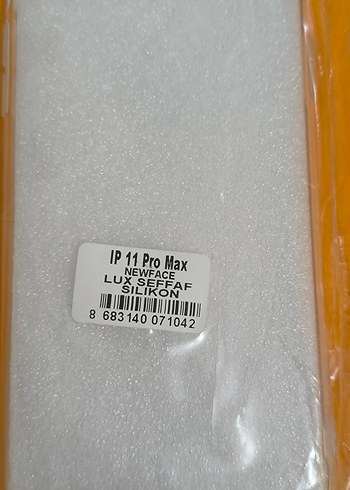 IP 11 Pro Max
NEWFACE
LUX SEFFAF
SILIKON
8 683140 071042